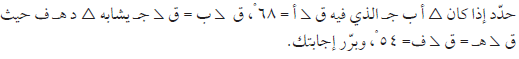 حدّد إذا كان △ أ ب جـ الذي فيه ق ∠ أ = ٦٨°، ق ∠ ب = ق ∠ جـ يشابه △ د هـ ف حيث
ق ∠ هـ = ق ∠ ف = ٥٤°، وبرّر إجابتك.